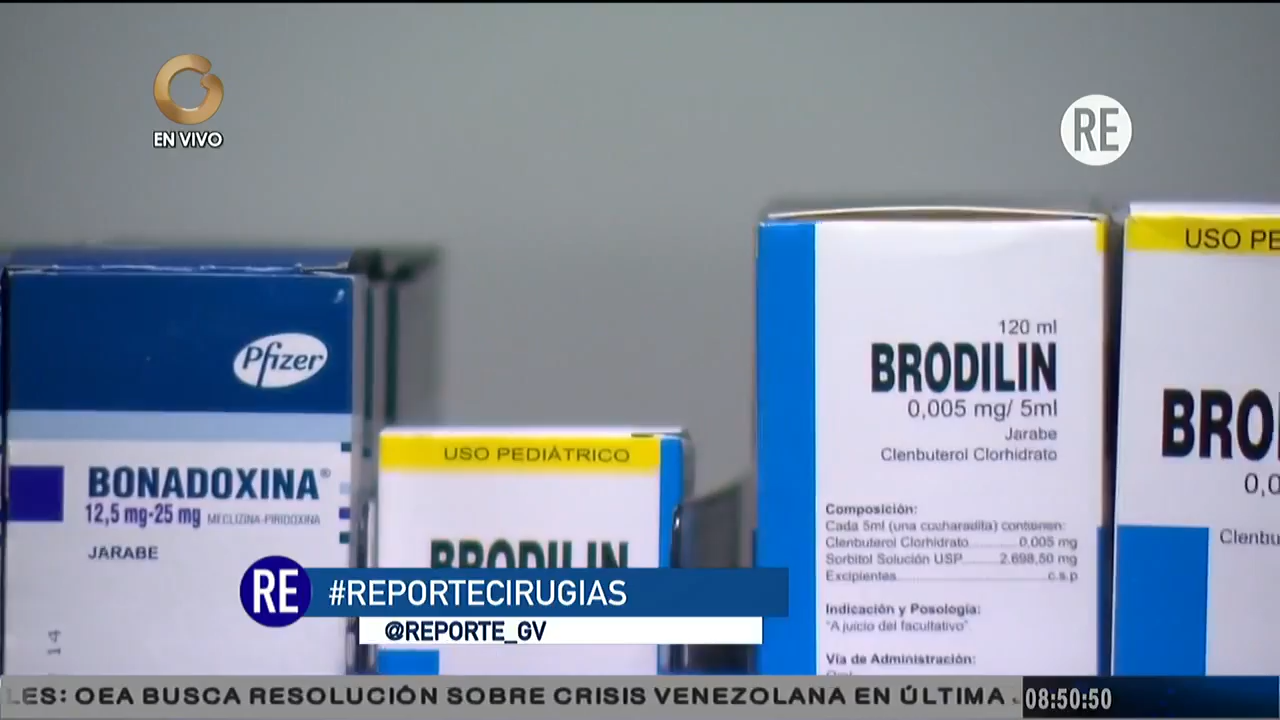 EN VIVO
RE
Pfizer
BONADOXINA®
12,5 mg-25 mg MECLIZINA-PIRIDOXINA
JARABE
14
USO PEDIÁTRICO
BRODILIN
120 ml
BRODILIN
0,005 mg/ 5ml
Jarabe
Clenbuterol Clorhidrato
Composición:
Cada 5ml (una cucharadita) contienen:
Clenbuterol Clorhidrato 0,005 mg
Sorbitol Solución USP 2.698,50 mg
Excipientes c.s.p
Indicación y Posología:
"A juicio del facultativo"
Vía de Administración:
USO PE
BRO
0,0
Clenbu
RE #REPORTECIRUGIAS
@REPORTE_GV
LES: OEA BUSCA RESOLUCIÓN SOBRE CRISIS VENEZOLANA EN ÚLTIMA
08:50:50